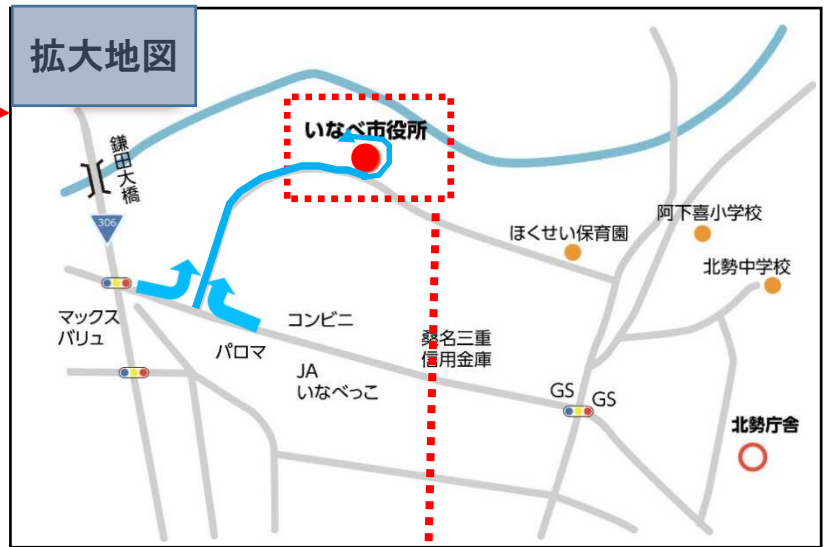 拡大地図
いなべ市役所
鎌田大橋
306
ほくせい保育園
阿下喜小学校
北勢中学校
マックス
バリュ
コンビニ
パロマ
JA
いなべっこ
桑名三重
信用金庫
GS
GS
北勢庁舎